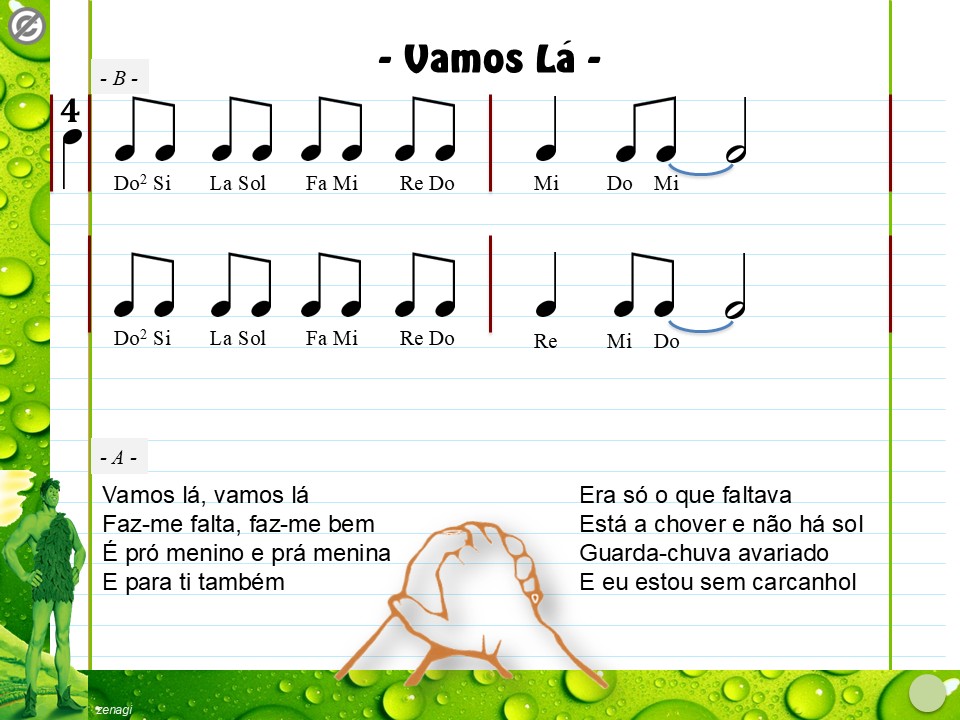 - Vamos Lá -
- B -
4
Do² Si La Sol Fa Mi Re Do Mi Do Mi
Do² Si La Sol Fa Mi Re Do Re Mi Do
- A -
Vamos lá, vamos lá
Faz-me falta, faz-me bem
É pró menino e prá menina
E para ti também
Era só o que faltava
Está a chover e não há sol
Guarda-chuva avariado
E eu estou sem carcanhol
zenagi